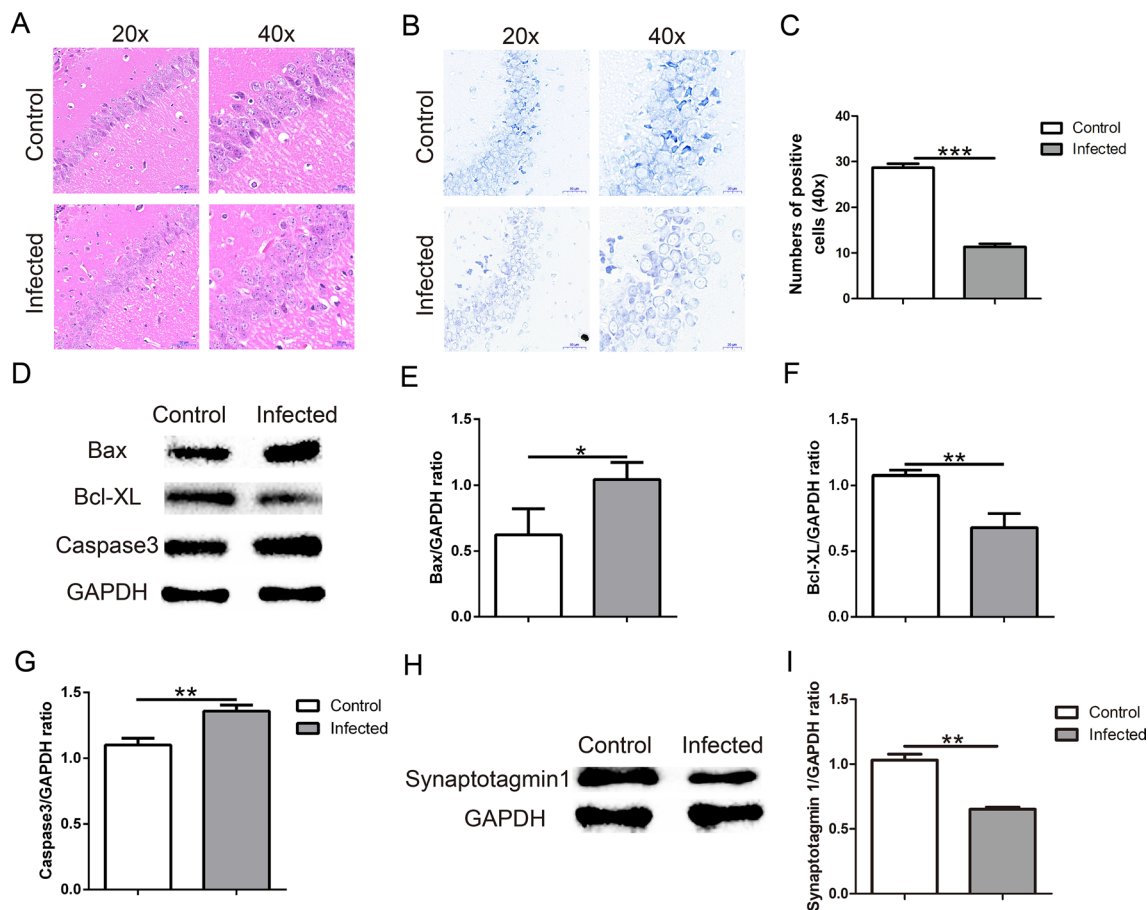 A
20x
40x
Control
Infected
B
20x
40x
Control
Infected
20 μm
20 μm
C
Numbers of positive
cells (40x)
40
30
20
10
0
***
Control
Infected
D
Control
Infected
Bax
Bcl-XL
Caspase3
GAPDH
E
Bax/GAPDH ratio
1.5
1.0
0.5
0.0
*
F
Bcl-XL/GAPDH ratio
1.5
1.0
0.5
0.0
**
G
Caspase3/GAPDH ratio
1.5
1.0
0.5
0.0
**
Control
Infected
H
Control
Infected
Synaptotagmin1
GAPDH
I
Synaptotagmin 1/GAPDH ratio
1.5
1.0
0.5
0.0
**
Control
Infected